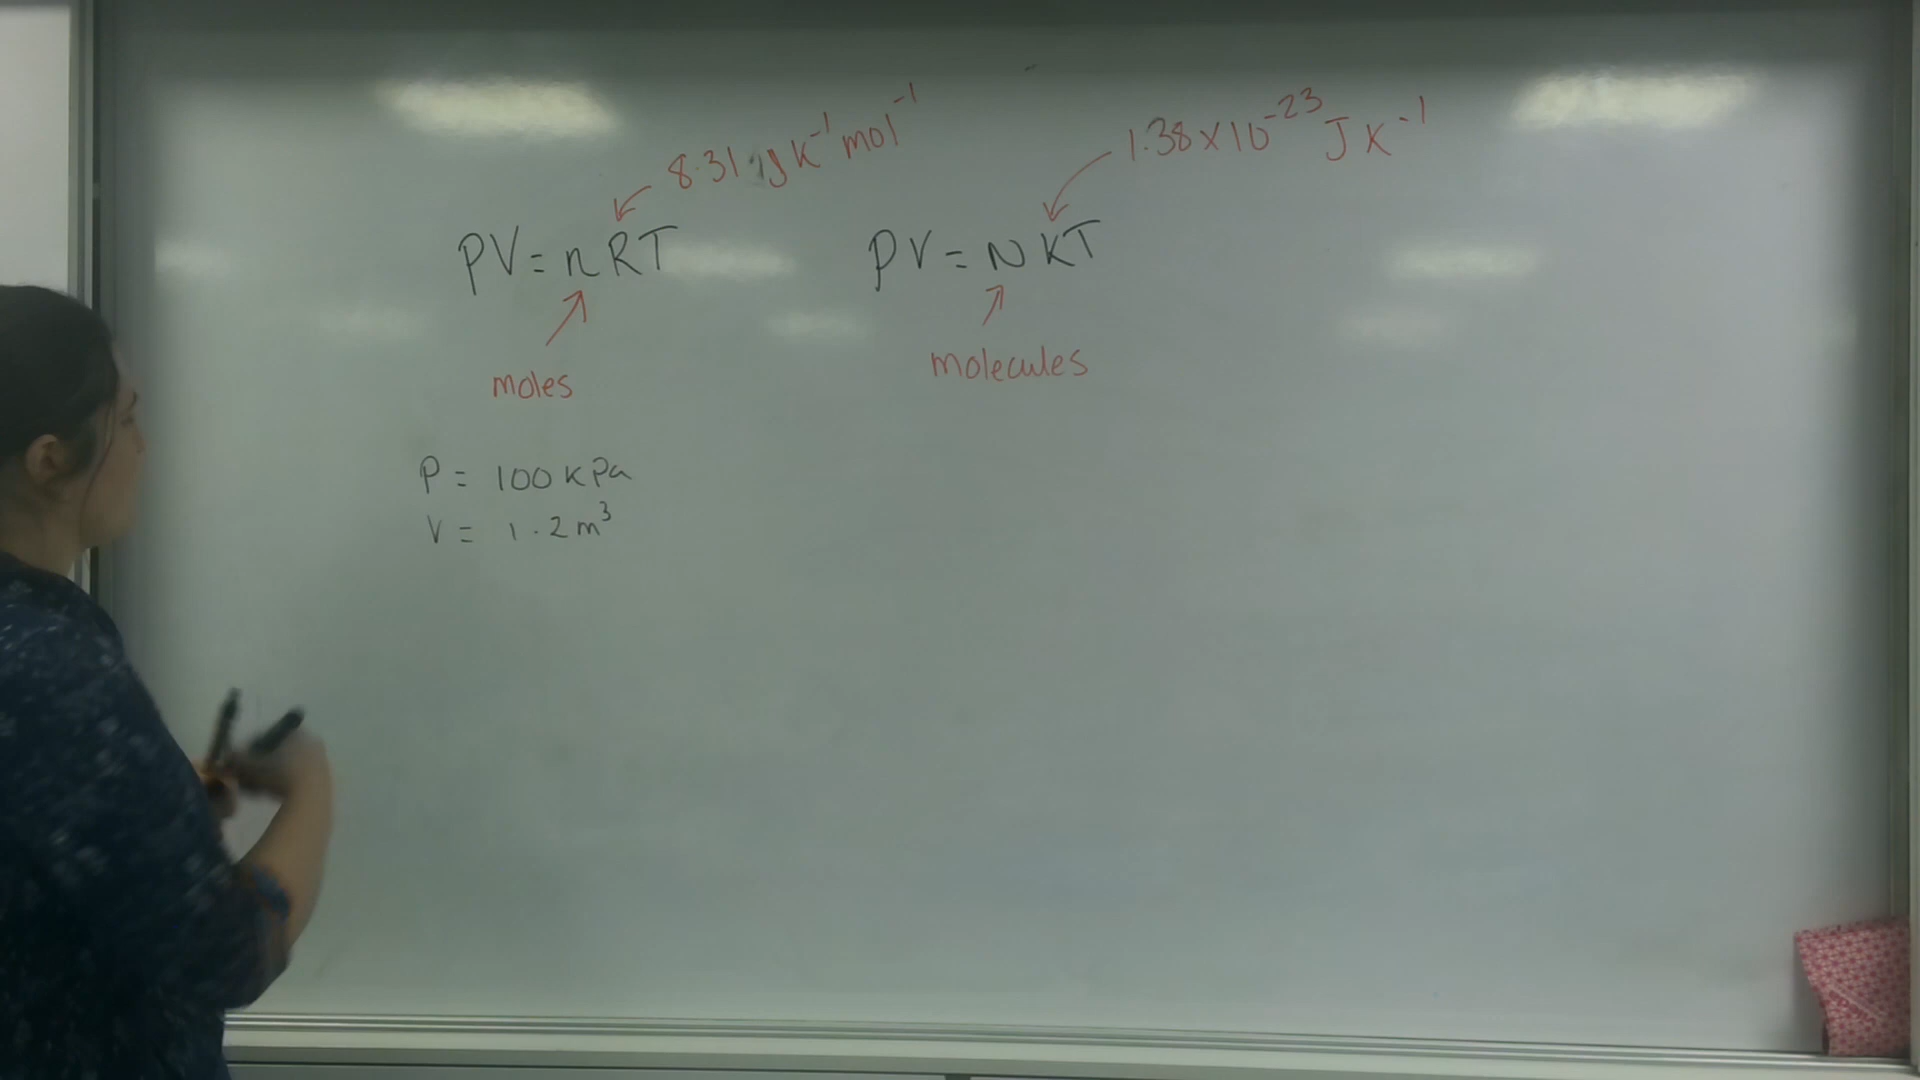 8.31 J K⁻¹ mol⁻¹
1.38 x 10⁻²³ J K⁻¹
PV = nRT
PV = NKT
moles
molecules
P = 100 KPa
V = 1.2 m³